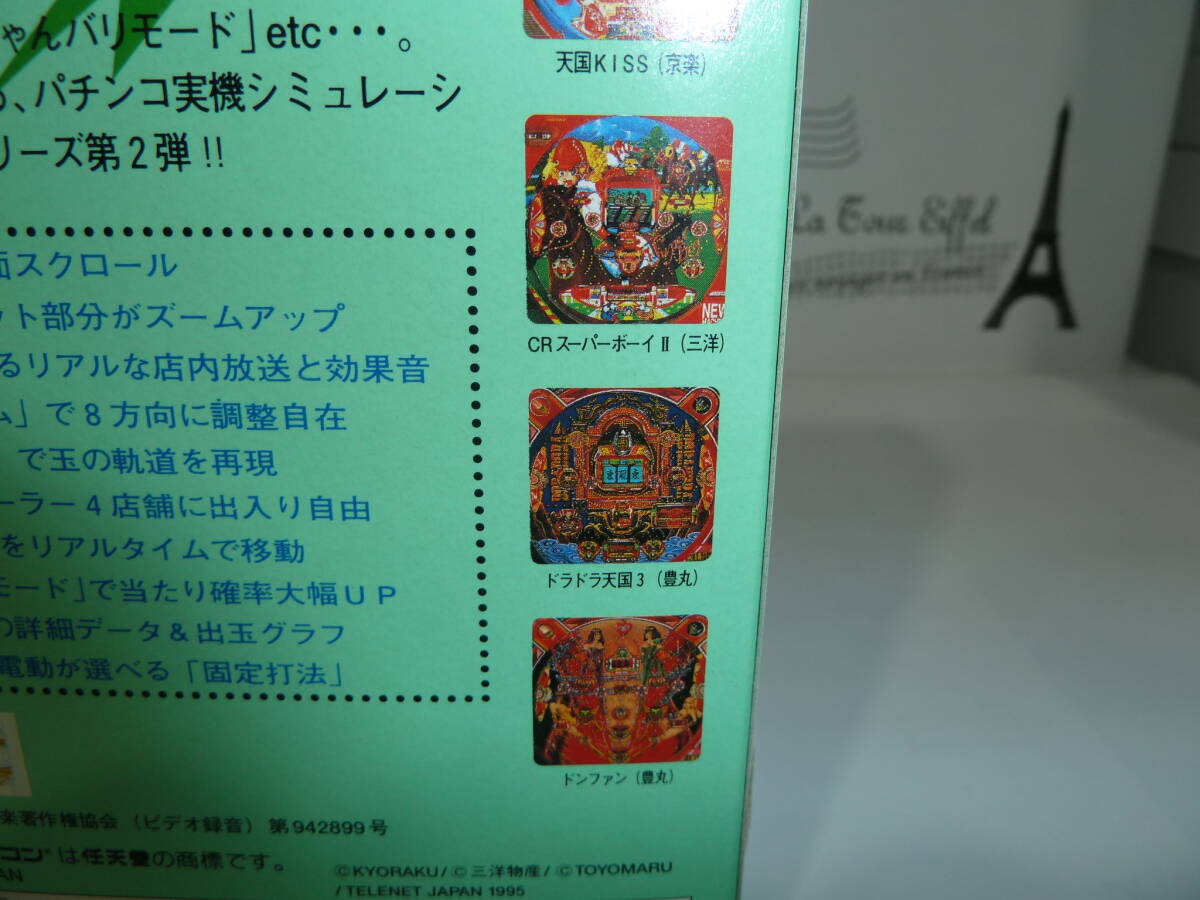 ゃんバリモード」etc・・・。
、パチンコ実機シミュレーシ
リーズ第2弾!!
面スクロール
ット部分がズームアップ
るリアルな店内放送と効果音
ム」で8方向に調整自在
で玉の軌道を再現
ーラー4店舗に出入り自由
をリアルタイムで移動
モード」で当たり確率大幅UP
の詳細データ&出玉グラフ
電動が選べる「固定打法」
天国KISS(京楽)
NEW
CRスーパーボーイⅡ(三洋)
ドラドラ天国3(豊丸)
ドンファン(豊丸)
楽著作権協会(ビデオ録音)第942899号
コン®は任天堂の商標です。
AN
©KYORAKU/©三洋物産/©TOYOMARU
/TELENET JAPAN 1995
La Tour Eiffel